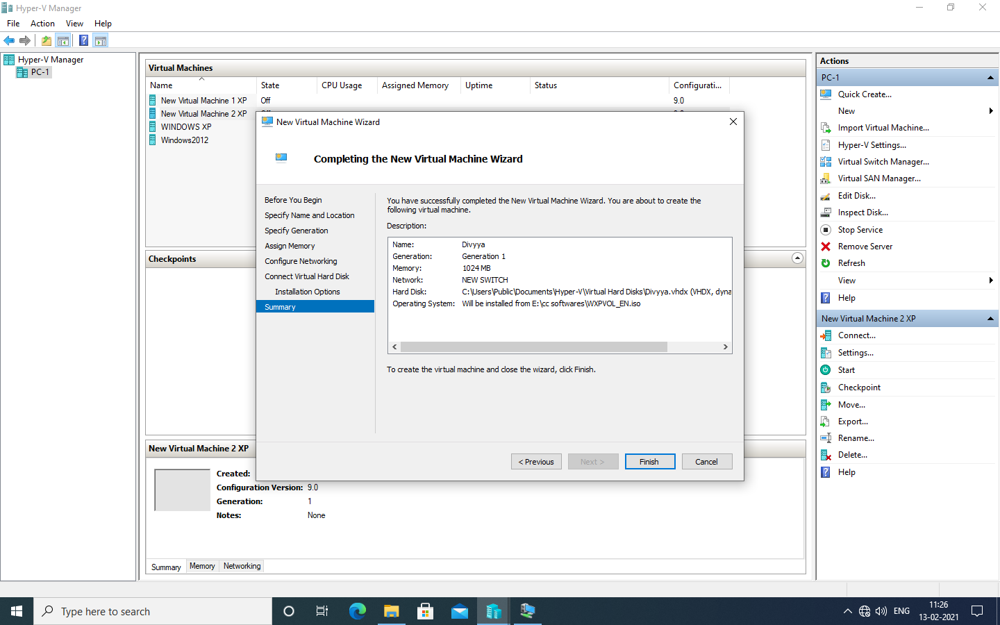 Hyper-V Manager
File Action View Help
Hyper-V Manager
PC-1
Virtual Machines
Name State CPU Usage Assigned Memory Uptime Status Configurati...
New Virtual Machine 1 XP Off 9.0
New Virtual Machine 2 XP
WINDOWS XP
Windows2012
Checkpoints
New Virtual Machine 2 XP
Created:
Configuration Version: 9.0
Generation: 1
Notes: None
Summary Memory Networking
New Virtual Machine Wizard
Completing the New Virtual Machine Wizard
Before You Begin
Specify Name and Location
Specify Generation
Assign Memory
Configure Networking
Connect Virtual Hard Disk
Installation Options
Summary
You have successfully completed the New Virtual Machine Wizard. You are about to create the
following virtual machine.
Description:
Name: Divyya
Generation: Generation 1
Memory: 1024 MB
Network: NEW SWITCH
Hard Disk: C:\Users\Public\Documents\Hyper-V\Virtual Hard Disks\Divyya.vhdx (VHDX, dyna
Operating System: Will be installed from E:\cc softwares\WXPVOL_EN.iso
To create the virtual machine and close the wizard, click Finish.
< Previous Next > Finish Cancel
Actions
PC-1
Quick Create...
New
Import Virtual Machine...
Hyper-V Settings...
Virtual Switch Manager...
Virtual SAN Manager...
Edit Disk...
Inspect Disk...
Stop Service
Remove Server
Refresh
View
Help
New Virtual Machine 2 XP
Connect...
Settings...
Start
Checkpoint
Move...
Export...
Rename...
Delete...
Help
Type here to search
ENG
11:26
13-02-2021